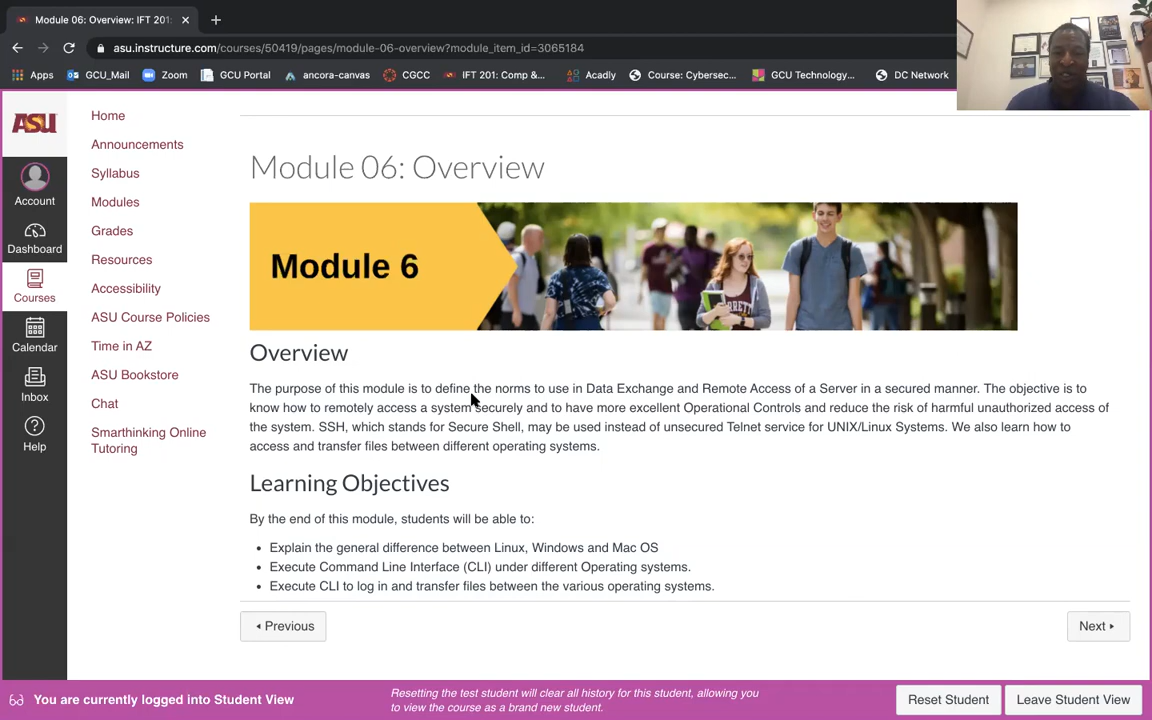 Module 06: Overview: IFT 201:
asu.instructure.com/courses/50419/pages/module-06-overview?module_item_id=3065184
Apps GCU_Mail Zoom GCU Portal ancora-canvas CGCC IFT 201: Comp &... Acadly Course: Cybersec... GCU Technology... DC Network
ASU
Account
Dashboard
Courses
Calendar
Inbox
Help
Home
Announcements
Syllabus
Modules
Grades
Resources
Accessibility
ASU Course Policies
Time in AZ
ASU Bookstore
Chat
Smarthinking Online
Tutoring
Module 06: Overview
Module 6
Overview
The purpose of this module is to define the norms to use in Data Exchange and Remote Access of a Server in a secured manner. The objective is to
know how to remotely access a system securely and to have more excellent Operational Controls and reduce the risk of harmful unauthorized access of
the system. SSH, which stands for Secure Shell, may be used instead of unsecured Telnet service for UNIX/Linux Systems. We also learn how to
access and transfer files between different operating systems.
Learning Objectives
By the end of this module, students will be able to:
• Explain the general difference between Linux, Windows and Mac OS
• Execute Command Line Interface (CLI) under different Operating systems.
• Execute CLI to log in and transfer files between the various operating systems.
Previous
Next
You are currently logged into Student View
Resetting the test student will clear all history for this student, allowing you
to view the course as a brand new student.
Reset Student
Leave Student View